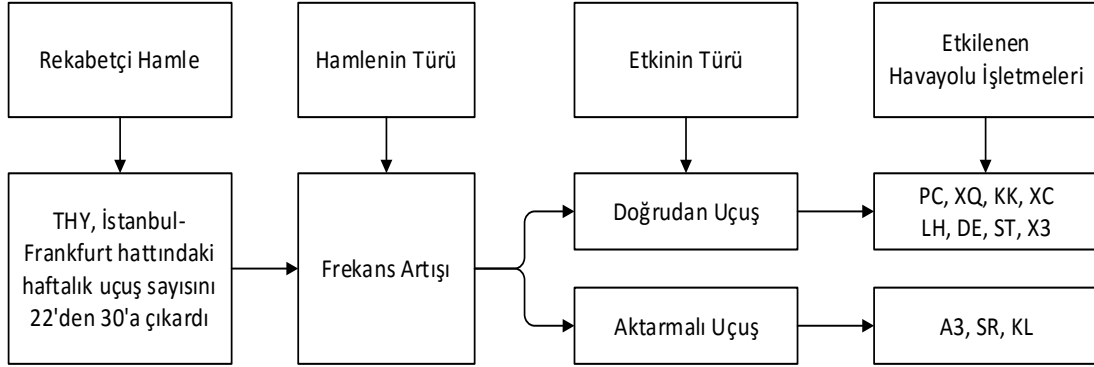 Rekabetçi Hamle
Hamlenin Türü
Etkinin Türü
Etkilenen
Havayolu İşletmeleri
THY, İstanbul-
Frankfurt hattındaki
haftalık uçuş sayısını
22'den 30'a çıkardı
Frekans Artışı
Doğrudan Uçuş
PC, XQ, KK, XC
LH, DE, ST, X3
Aktarmalı Uçuş
A3, SR, KL